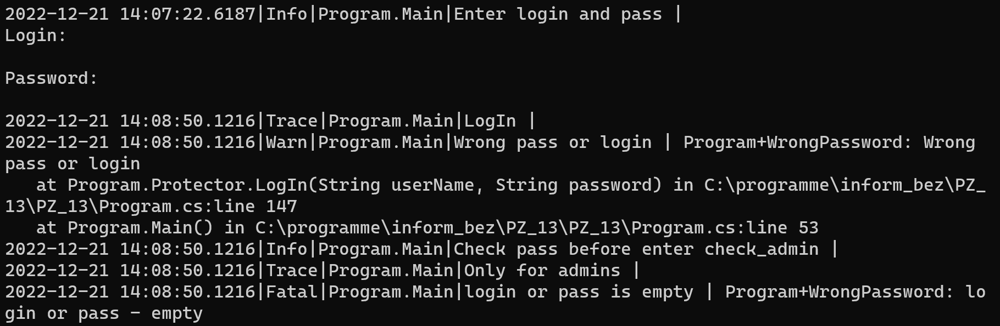 2022-12-21 14:07:22.6187|Info|Program.Main|Enter login and pass |
Login:
Password:
2022-12-21 14:08:50.1216|Trace|Program.Main|LogIn |
2022-12-21 14:08:50.1216|Warn|Program.Main|Wrong pass or login | Program+WrongPassword: Wrong
pass or login
   at Program.Protector.LogIn(String userName, String password) in C:\programme\inform_bez\PZ_
13\PZ_13\Program.cs:line 147
   at Program.Main() in C:\programme\inform_bez\PZ_13\PZ_13\Program.cs:line 53
2022-12-21 14:08:50.1216|Info|Program.Main|Check pass before enter check_admin |
2022-12-21 14:08:50.1216|Trace|Program.Main|Only for admins |
2022-12-21 14:08:50.1216|Fatal|Program.Main|login or pass is empty | Program+WrongPassword: lo
gin or pass - empty